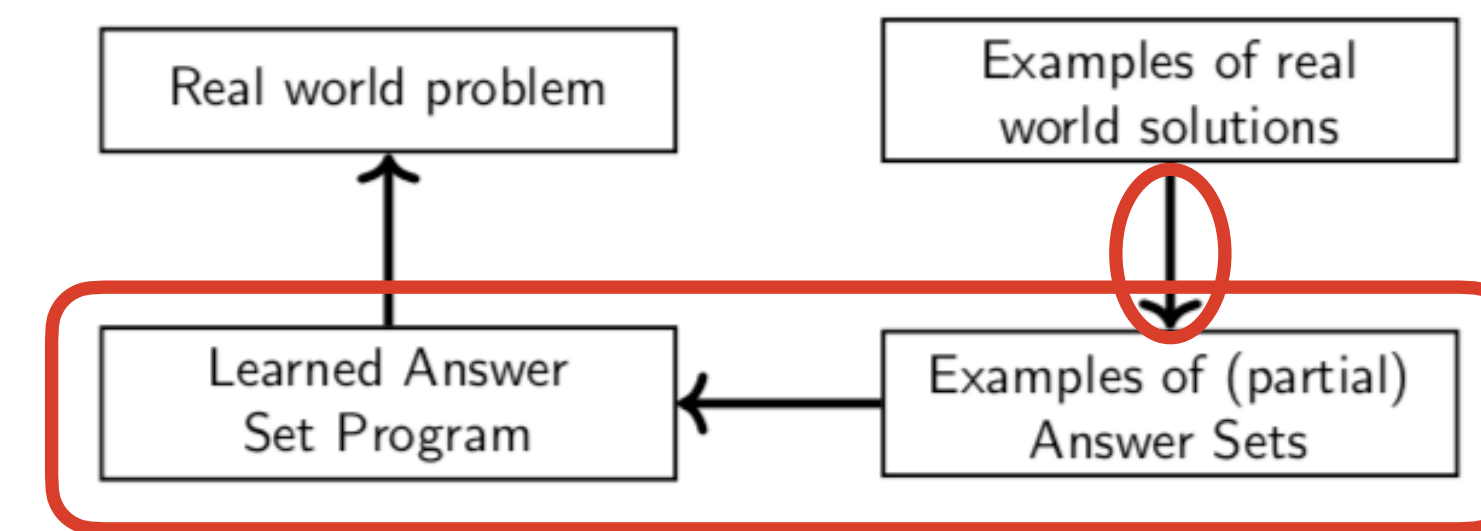 Real world problem
Examples of real
world solutions
Learned Answer
Set Program
Examples of (partial)
Answer Sets